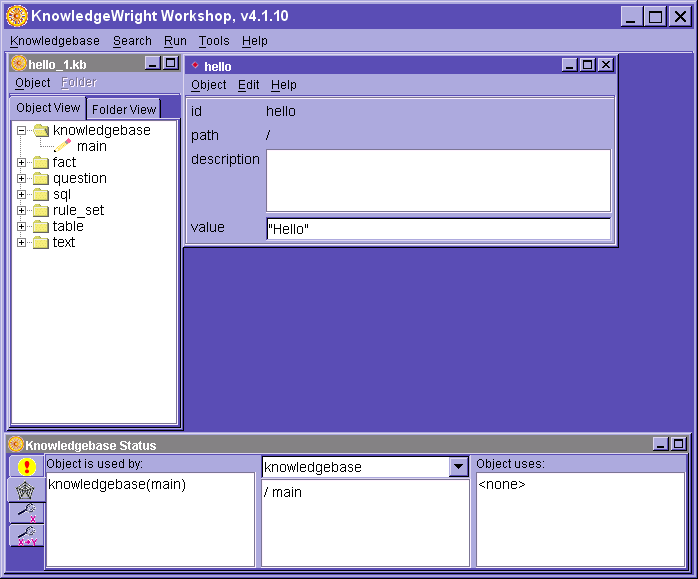 KnowledgeWright Workshop, v4.1.10
Knowledgebase Search Run Tools Help
hello_1.kb
Object Folder
Object View Folder View
knowledgebase
main
fact
question
sql
rule_set
table
text
hello
Object Edit Help
id hello
path /
description
value "Hello"
Knowledgebase Status
Object is used by:
knowledgebase(main)
knowledgebase
/ main
Object uses:
<none>
X
X→Y